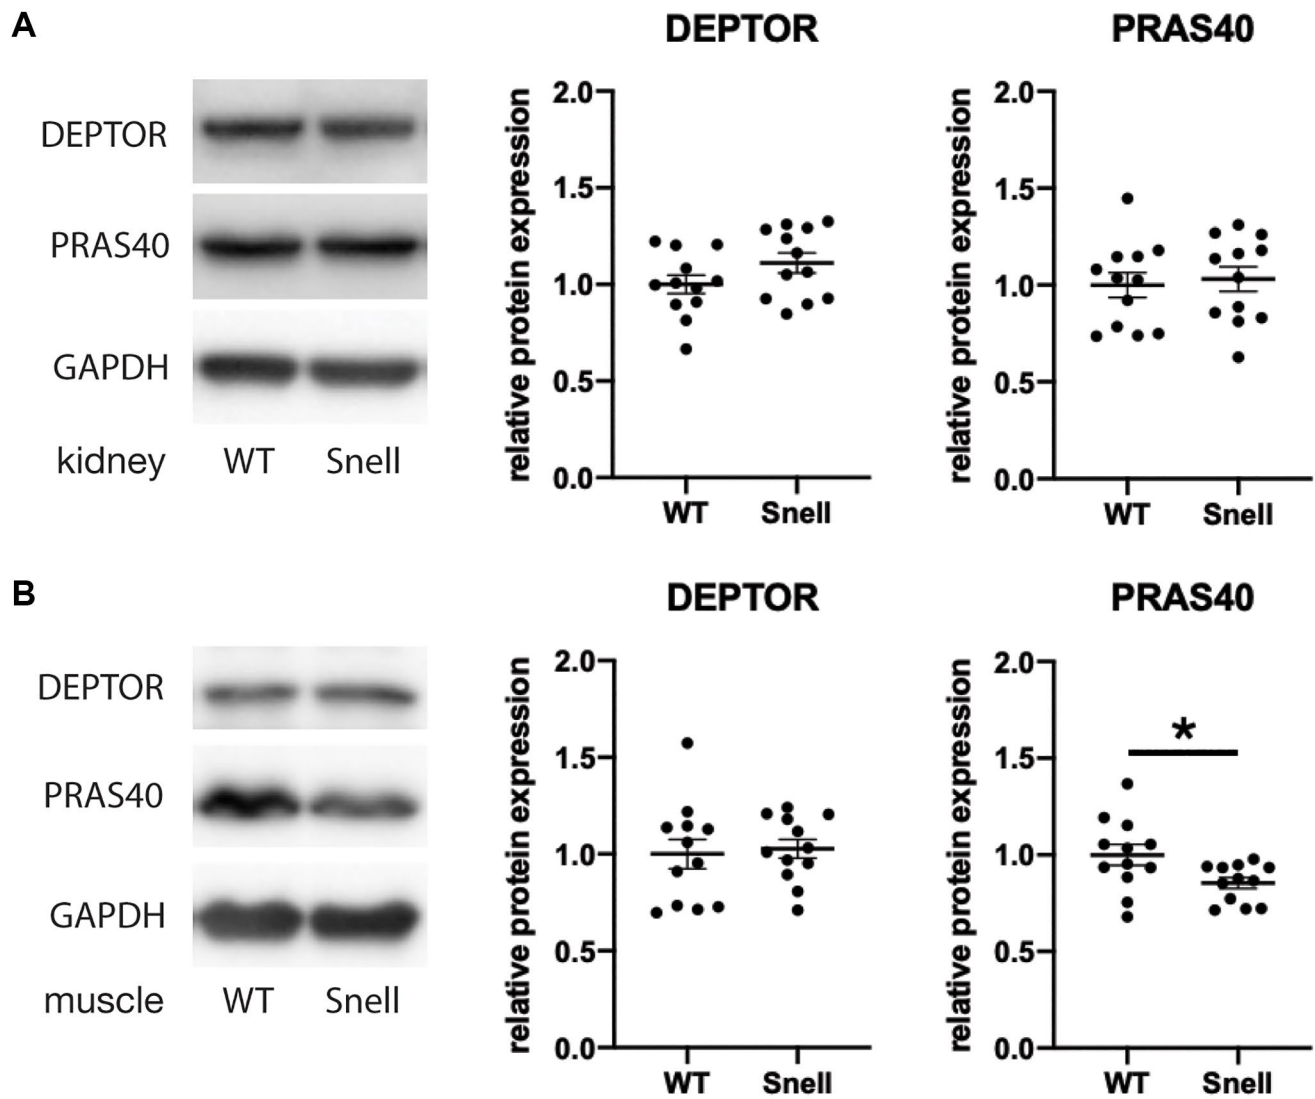 A
DEPTOR
PRAS40
GAPDH
kidney WT Snell
DEPTOR
relative protein expression
2.0
1.5
1.0
0.5
0.0
WT Snell
PRAS40
relative protein expression
2.0
1.5
1.0
0.5
0.0
WT Snell
B
DEPTOR
PRAS40
GAPDH
muscle WT Snell
DEPTOR
relative protein expression
2.0
1.5
1.0
0.5
0.0
WT Snell
PRAS40
relative protein expression
2.0
1.5
1.0
0.5
0.0
*
WT Snell